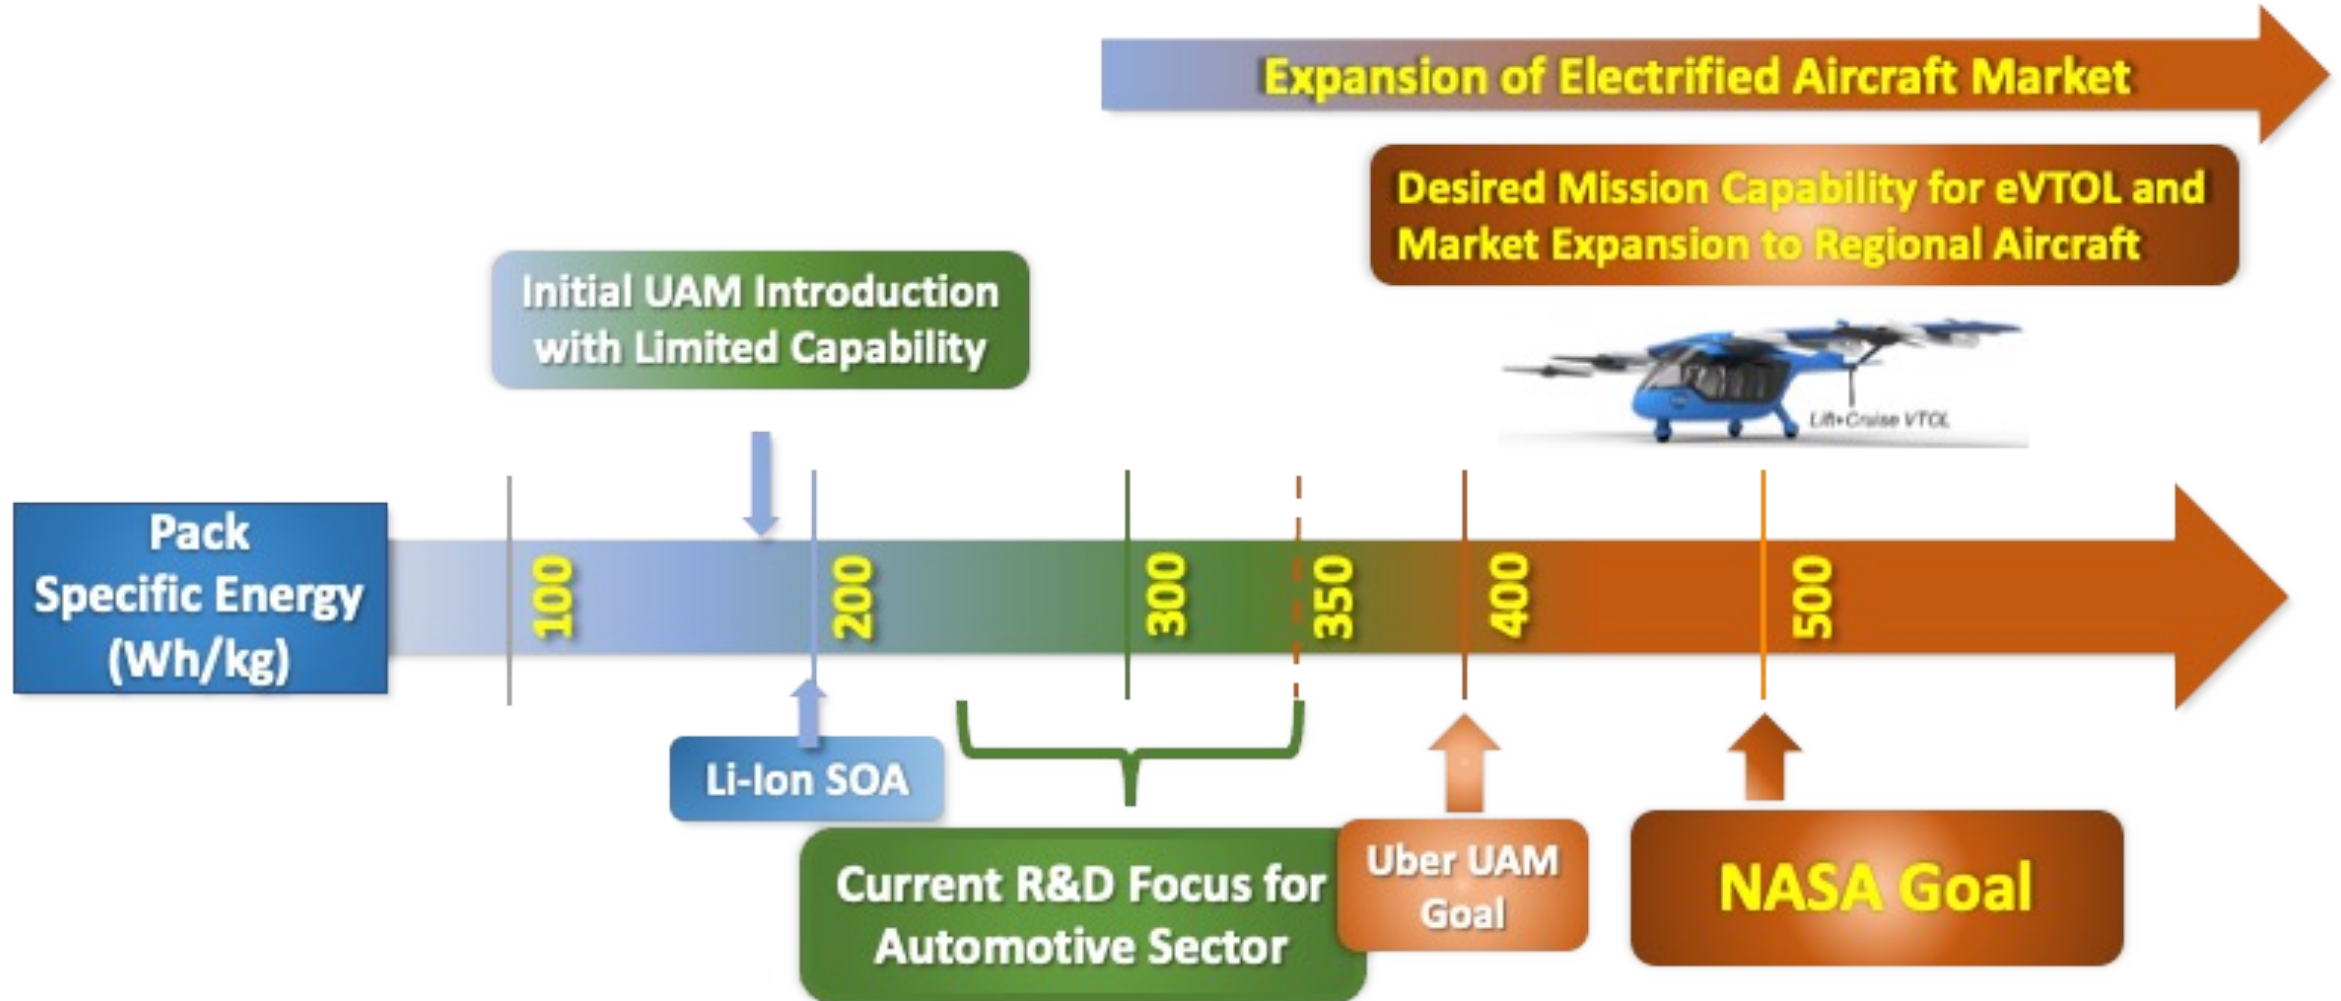 Expansion of Electrified Aircraft Market
Desired Mission Capability for eVTOL and
Market Expansion to Regional Aircraft
Initial UAM Introduction
with Limited Capability
Lift+Cruise VTOL
Pack
Specific Energy
(Wh/kg)
100
200
300
350
400
500
Li-Ion SOA
Current R&D Focus for
Automotive Sector
Uber UAM
Goal
NASA Goal